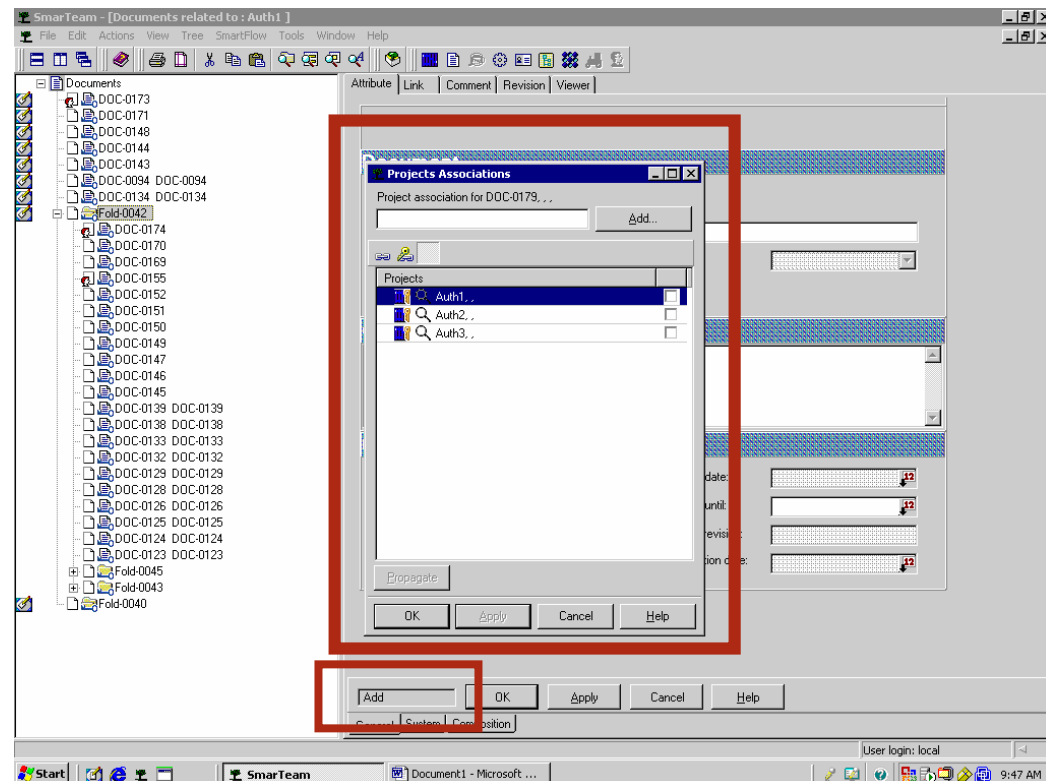 SmarTeam - [Documents related to : Auth1 ]
File Edit Actions View Tree SmartFlow Tools Window Help
Documents
DOC-0173
DOC-0171
DOC-0148
DOC-0144
DOC-0143
DOC-0094 DOC-0094
DOC-0134 DOC-0134
Fold-0042
DOC-0174
DOC-0170
DOC-0169
DOC-0155
DOC-0152
DOC-0151
DOC-0150
DOC-0149
DOC-0147
DOC-0146
DOC-0145
DOC-0139 DOC-0139
DOC-0138 DOC-0138
DOC-0133 DOC-0133
DOC-0132 DOC-0132
DOC-0129 DOC-0129
DOC-0128 DOC-0128
DOC-0126 DOC-0126
DOC-0125 DOC-0125
DOC-0124 DOC-0124
DOC-0123 DOC-0123
Fold-0045
Fold-0043
Fold-0040
Attribute Link Comment Revision Viewer
Projects Associations
Project association for DOC-0179, , ,
Add...
Projects
Auth1, ,
Auth2, ,
Auth3, ,
date:
12
until:
12
12
Propagate
OK Apply Cancel Help
Add OK Apply Cancel Help
General System Composition
User login: local
Start SmarTeam Document1 - Microsoft ... 9:47 AM